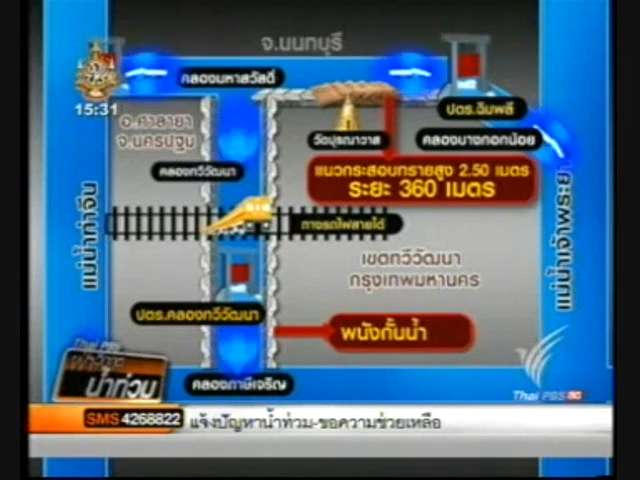 จ.นนทบุรี
คลองมหาสวัสดิ์
15:31
ปตร.ฉิมพลี
อ.ศาลายา
จ.นครปฐม
วัดปุรณาวาส
คลองบางกอกน้อย
คลองทวีวัฒนา
แนวกระสอบทรายสูง 2.50 เมตร
ระยะ 360 เมตร
แม่น้ำท่าจีน
แม่น้ำเจ้าพระยา
ทางรถไฟสายใต้
เขตทวีวัฒนา
กรุงเทพมหานคร
ปตร.คลองทวีวัฒนา
พนังกั้นน้ำ
Thai PBS
น้ำท่วม
คลองภาษีเจริญ
Thai PBS
SMS 4268822 แจ้งปัญหาน้ำท่วม-ขอความช่วยเหลือ